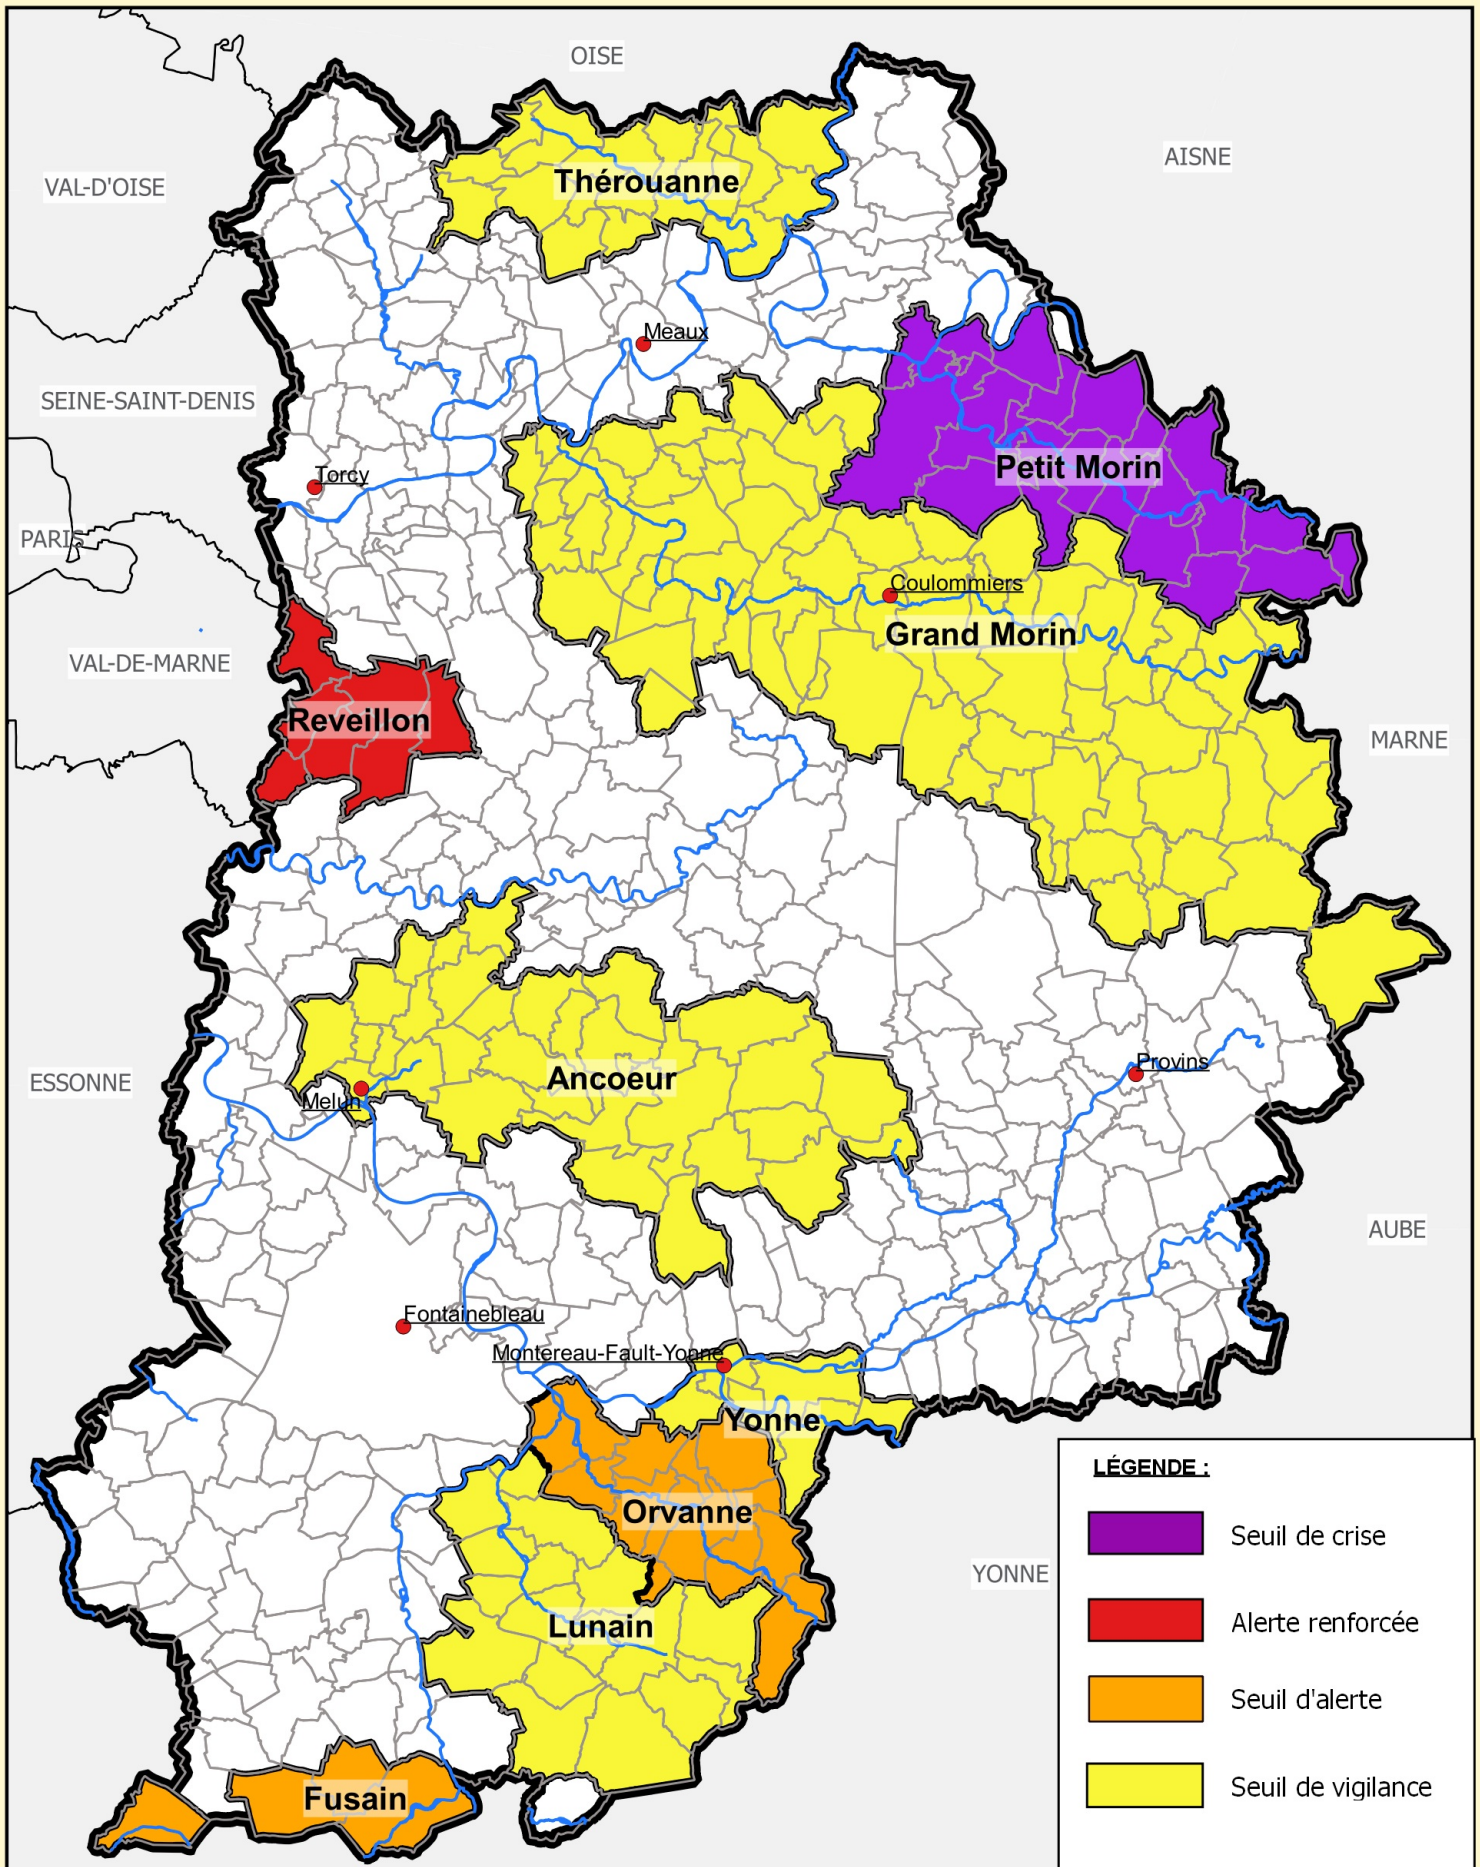 OISE
AISNE
VAL-D'OISE
Thérouanne
Meaux
SEINE-SAINT-DENIS
Petit Morin
Torcy
PARIS
Coulommiers
Grand Morin
VAL-DE-MARNE
Reveillon
MARNE
Provins
ESSONNE
Ancoeur
Melun
AUBE
Fontainebleau
Montereau-Fault-Yonne
Yonne
LÉGENDE :
Orvanne
Seuil de crise
YONNE
Lunain
Alerte renforcée
Seuil d'alerte
Seuil de vigilance
Fusain